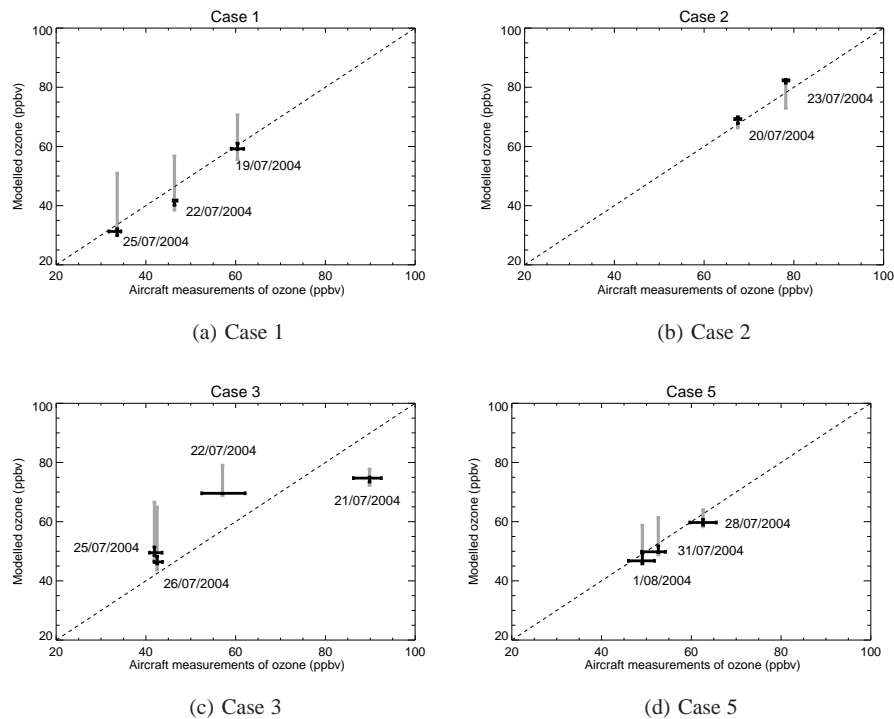 Case 1
Modelled ozone (ppbv)
100
80
60
40
20
19/07/2004
22/07/2004
25/07/2004
20 40 60 80 100
Aircraft measurements of ozone (ppbv)
(a) Case 1
Case 2
Modelled ozone (ppbv)
100
80
60
40
20
23/07/2004
20/07/2004
20 40 60 80 100
Aircraft measurements of ozone (ppbv)
(b) Case 2
Case 3
Modelled ozone (ppbv)
100
80
60
40
20
22/07/2004
21/07/2004
25/07/2004
26/07/2004
20 40 60 80 100
Aircraft measurements of ozone (ppbv)
(c) Case 3
Case 5
Modelled ozone (ppbv)
100
80
60
40
20
28/07/2004
31/07/2004
1/08/2004
20 40 60 80 100
Aircraft measurements of ozone (ppbv)
(d) Case 5